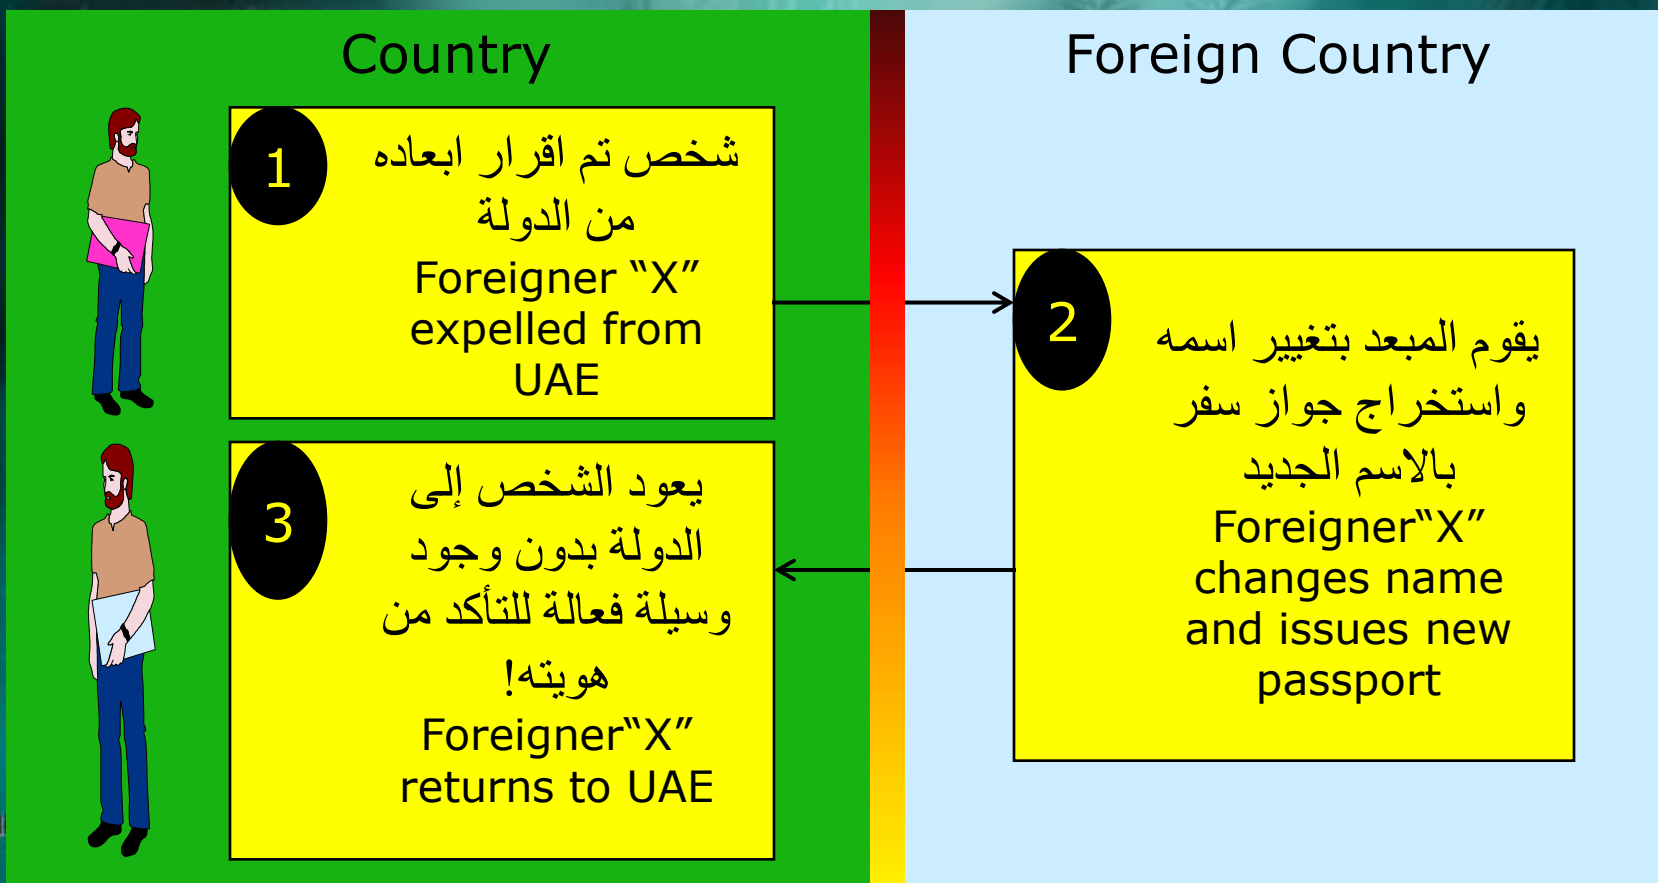 Country
Foreign Country
1
شخص تم اقرار ابعاده
من الدولة
Foreigner “X”
expelled from
UAE
2
يقوم المبعد بتغيير اسمه
واستخراج جواز سفر
بالاسم الجديد
Foreigner“X”
changes name
and issues new
passport
3
يعود الشخص إلى
الدولة بدون وجود
وسيلة فعالة للتأكد من
هويته!
Foreigner“X”
returns to UAE